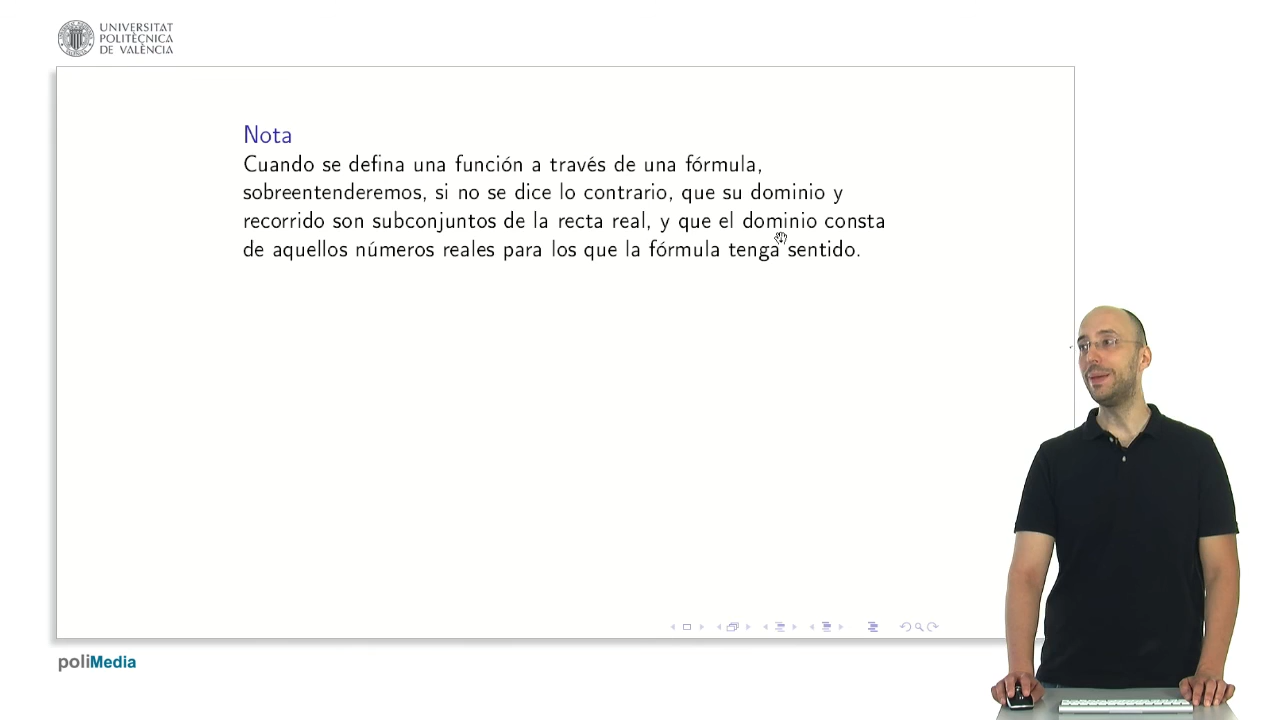 UNIVERSITAT
POLITÈCNICA
DE VALÈNCIA
Nota
Cuando se defina una función a través de una fórmula,
sobreentenderemos, si no se dice lo contrario, que su dominio y
recorrido son subconjuntos de la recta real, y que el dominio consta
de aquellos números reales para los que la fórmula tenga sentido.
poliMedia